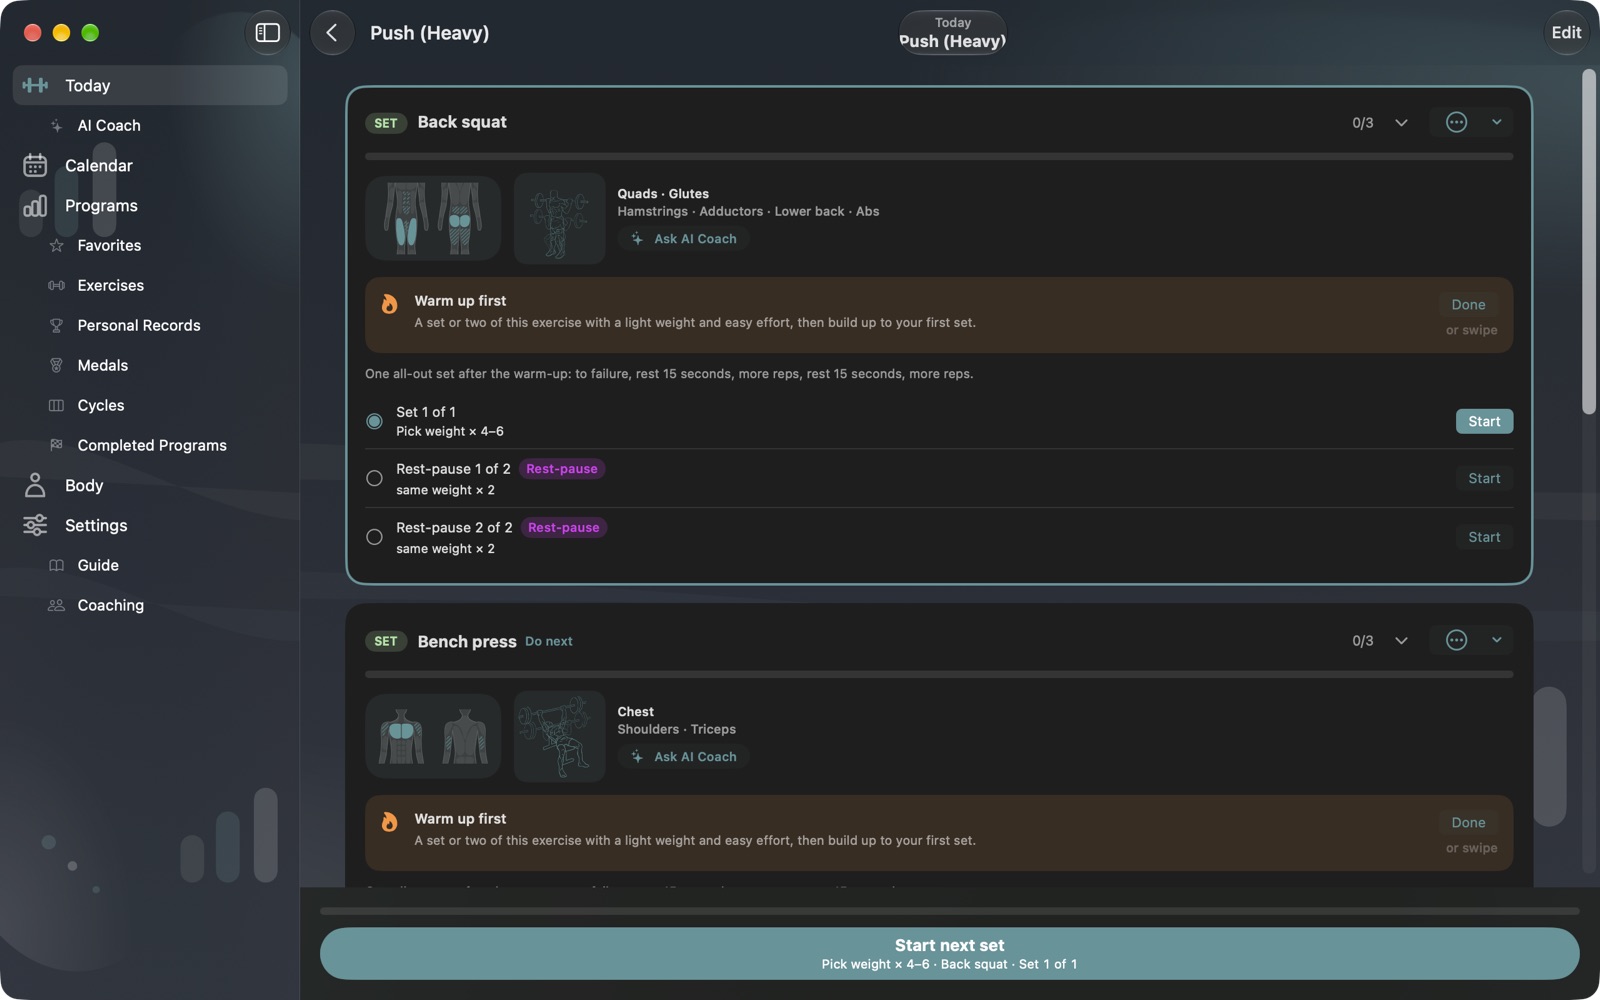 Push (Heavy)
Today
Push (Heavy)
Edit
Today
AI Coach
Calendar
Programs
Favorites
Exercises
Personal Records
Medals
Cycles
Completed Programs
Body
Settings
Guide
Coaching
SET Back squat 0/3
Quads · Glutes
Hamstrings · Adductors · Lower back · Abs
Ask AI Coach
Warm up first
A set or two of this exercise with a light weight and easy effort, then build up to your first set.
Done
or swipe
One all-out set after the warm-up: to failure, rest 15 seconds, more reps, rest 15 seconds, more reps.
Set 1 of 1
Pick weight × 4–6
Start
Rest-pause 1 of 2 Rest-pause
same weight × 2
Start
Rest-pause 2 of 2 Rest-pause
same weight × 2
Start
SET Bench press Do next 0/3
Chest
Shoulders · Triceps
Ask AI Coach
Warm up first
A set or two of this exercise with a light weight and easy effort, then build up to your first set.
Done
or swipe
Start next set
Pick weight × 4–6 · Back squat · Set 1 of 1